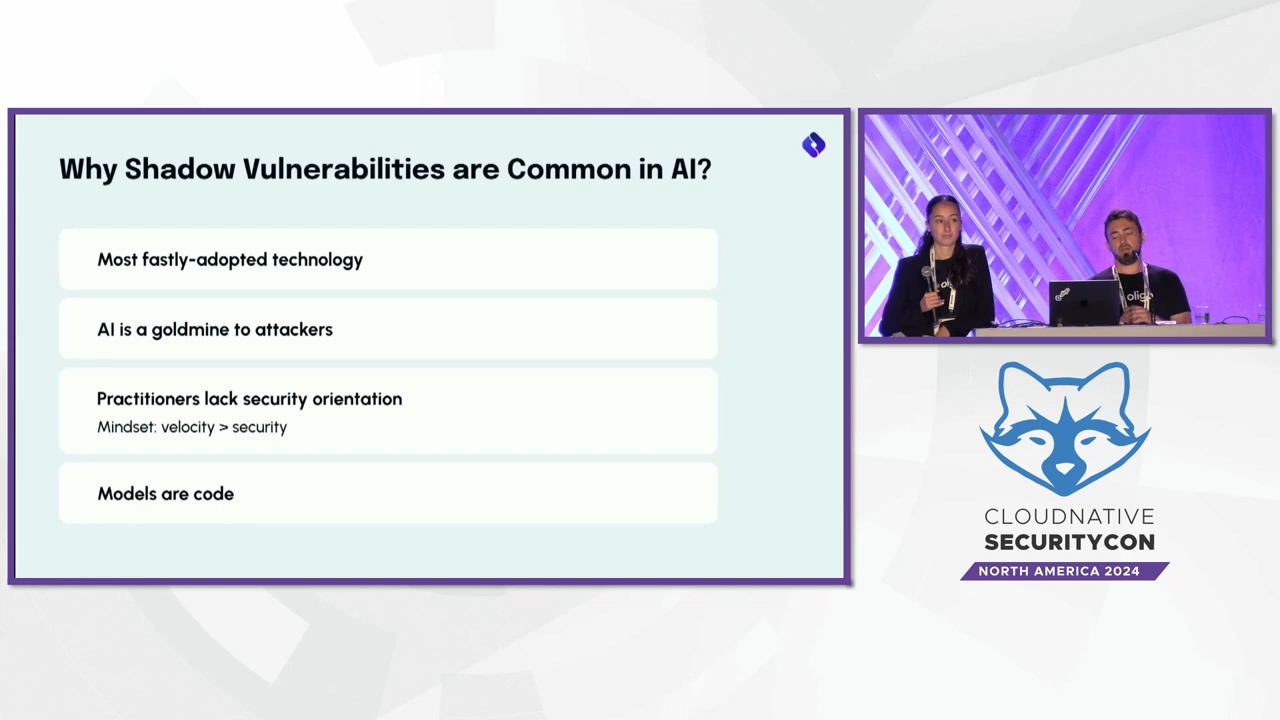 Why Shadow Vulnerabilities are Common in AI?
Most fastly-adopted technology
AI is a goldmine to attackers
Practitioners lack security orientation
Mindset: velocity > security
Models are code
CLOUDNATIVE
SECURITYCON
NORTH AMERICA 2024